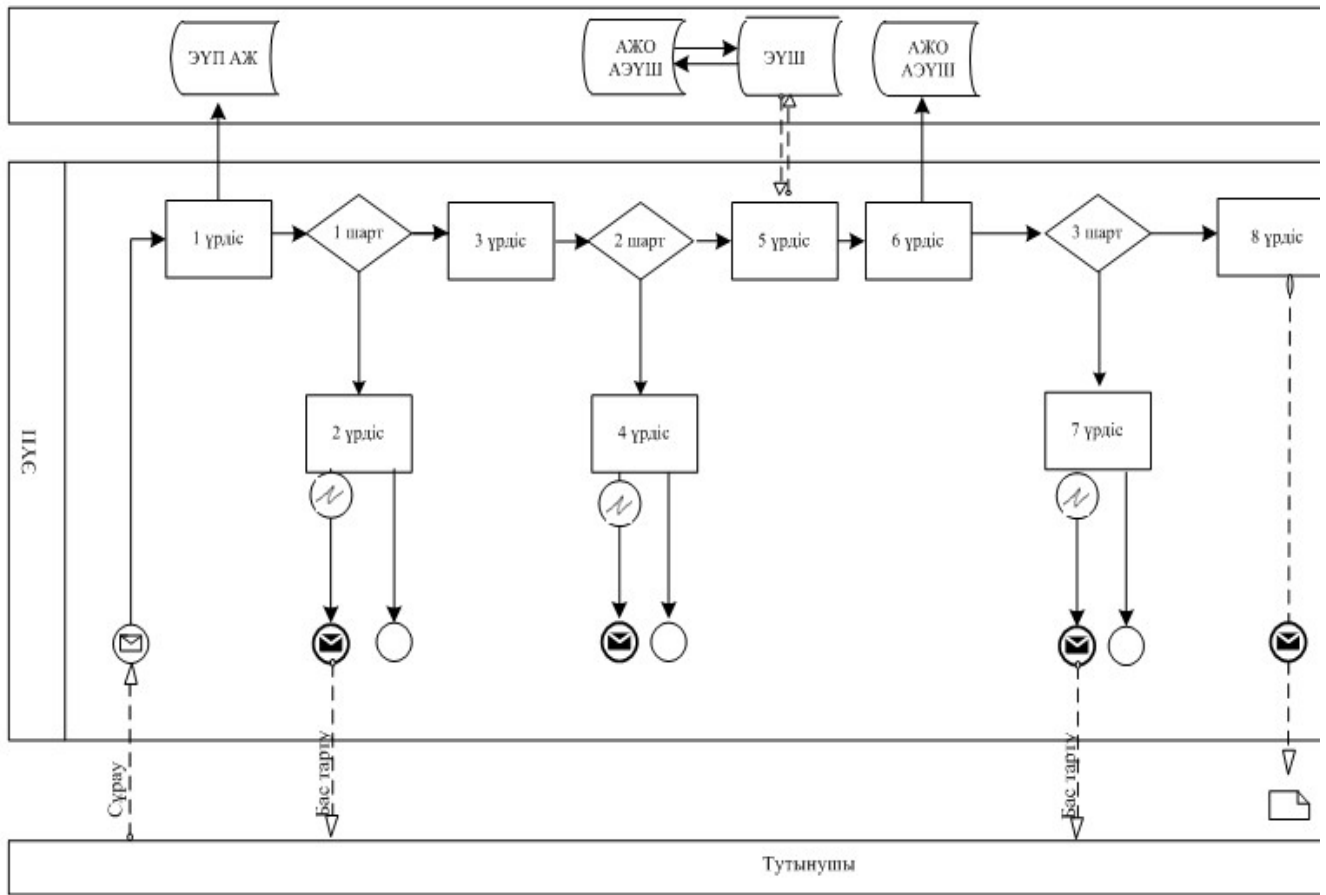 ЭҮП АЖ
АЖО
АЭҮШ
ЭҮШ
АЖО
АЭҮШ
1 үрдіс
1 шарт
3 үрдіс
2 шарт
5 үрдіс
6 үрдіс
3 шарт
8 үрдіс
2 үрдіс
4 үрдіс
7 үрдіс
ЭҮП
Сұрау
Бас тарту
Бас тарту
Тутынушы